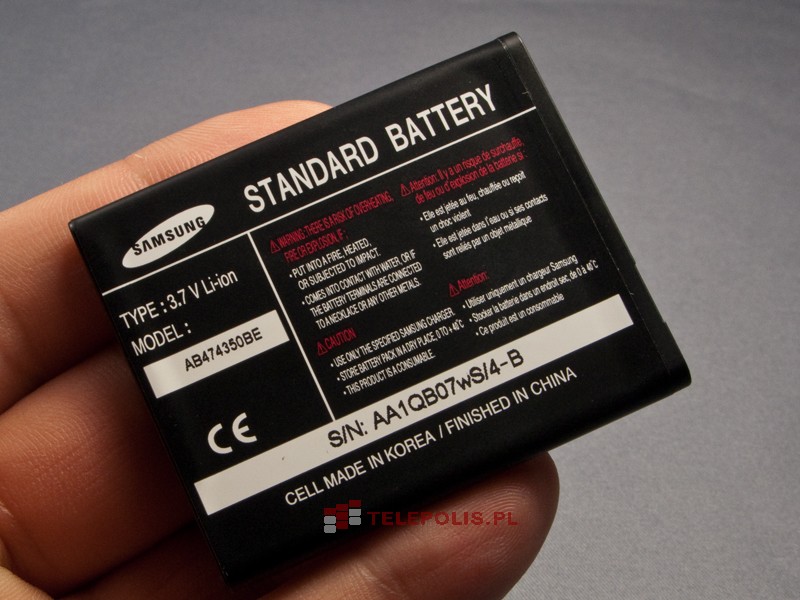 SAMSUNG
STANDARD BATTERY
TYPE : 3.7 V Li-ion
MODEL :
AB474350BE
CE
⚠WARNING: THERE IS A RISK OF OVERHEATING,
FIRE OR EXPLOSION, IF :
• PUT INTO A FIRE, HEATED,
OR SUBJECTED TO IMPACT.
• COMES INTO CONTACT WITH WATER, OR IF
THE BATTERY TERMINALS ARE CONNECTED
TO A NECKLACE OR ANY METAL OBJECT.
⚠CAUTION
• USE ONLY THE SPECIFIED SAMSUNG CHARGER.
• STORE BATTERY PACK IN A DRY PLACE, 0 TO + 40°C
• THIS PRODUCT IS A CONSUMABLE.
⚠Attention: Il y a un risque de surchauffe,
de feu ou d'explosion de la batterie si :
• Elle est jetée au feu, chauffée ou reçoit
un choc violent
• Elle est jetée dans l'eau ou si ses contacts
sont reliés par un objet métallique
⚠Attention:
• Utiliser uniquement un chargeur Samsung
• Stocker la batterie dans un endroit sec de 0 à 40°C
• Ce produit est un consommable.
S/N: AA1QB07wS/4-B
CELL MADE IN KOREA / FINISHED IN CHINA
TELEPOLIS.PL